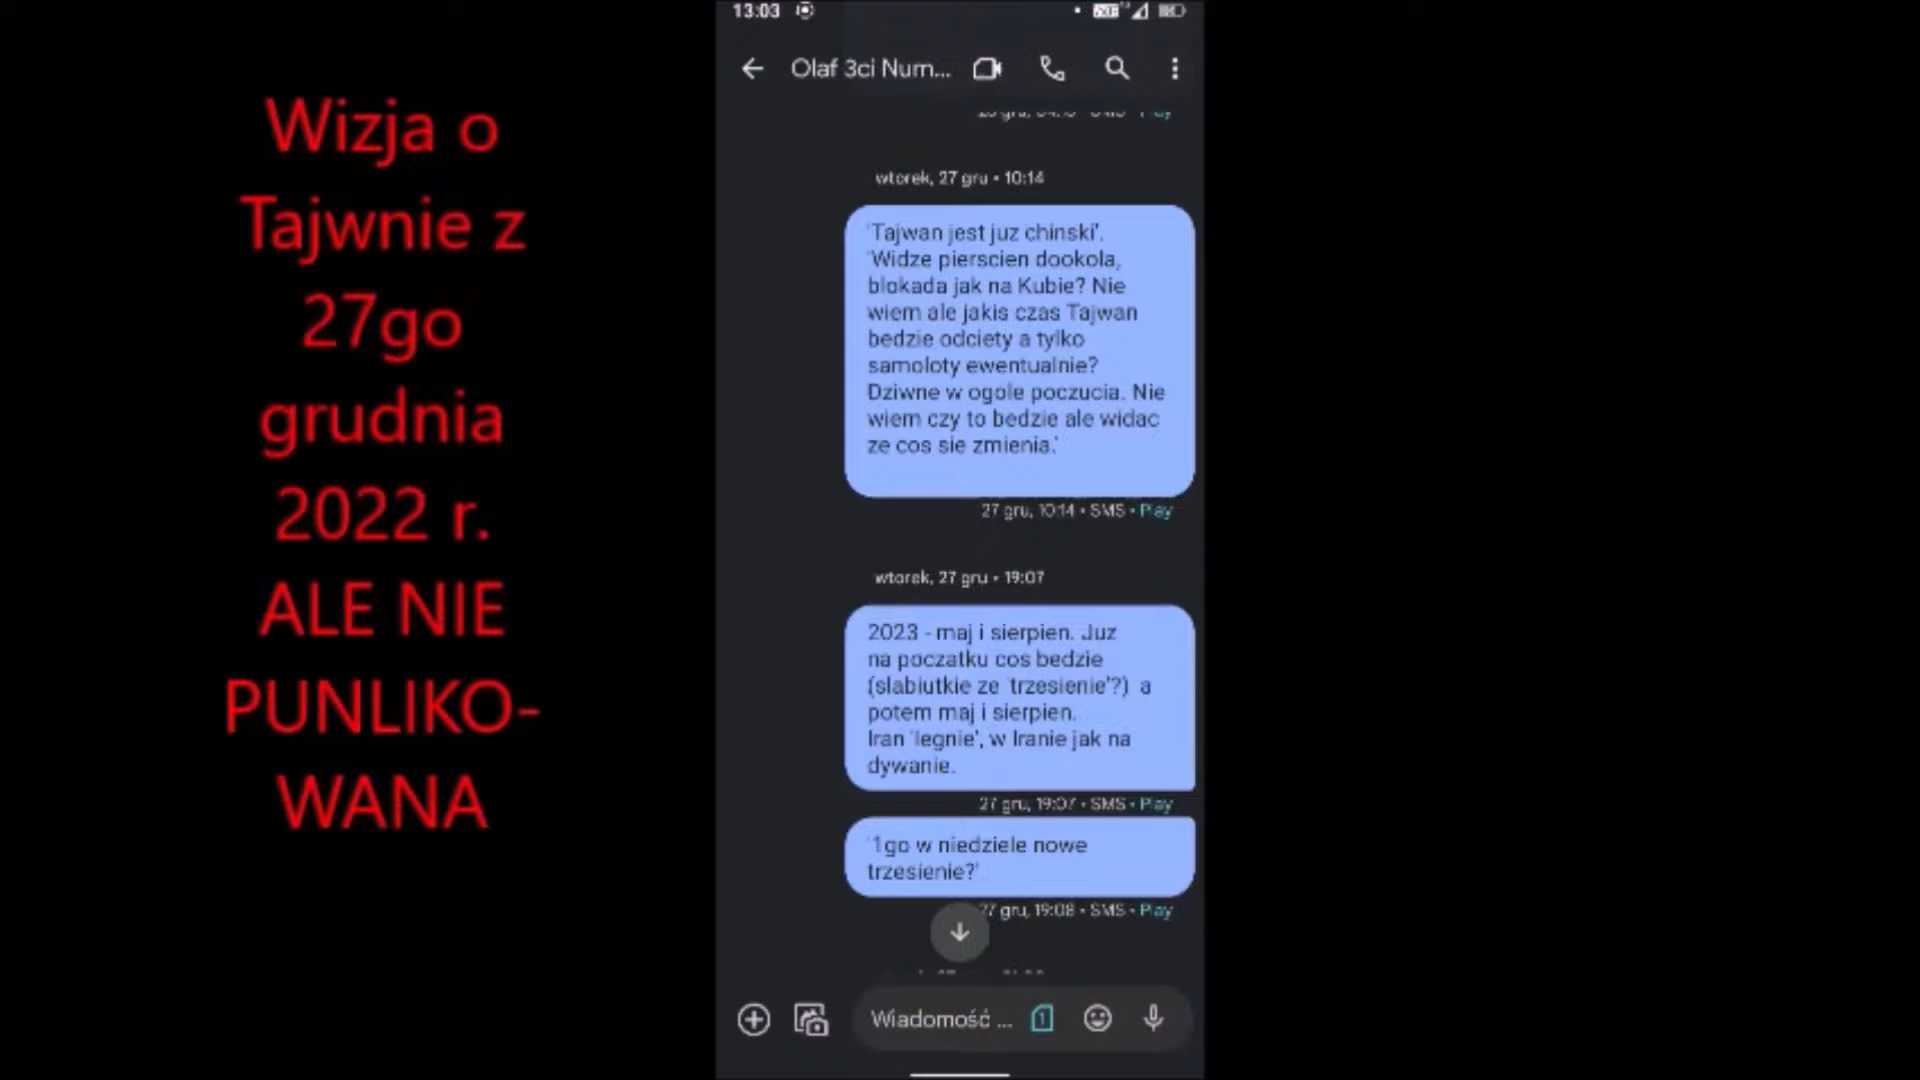 Wizja o
Tajwnie z
27go
grudnia
2022 r.
ALE NIE
PUNLIKO-
WANA
13:03
Olaf 3ci Num...
wtorek, 27 gru • 10:14
'Tajwan jest juz chinski'.
'Widze pierscien dookola,
blokada jak na Kubie? Nie
wiem ale jakis czas Tajwan
bedzie odciety a tylko
samoloty ewentualnie?
Dziwne w ogole poczucia. Nie
wiem czy to bedzie ale widac
ze cos sie zmienia.'
27 gru, 10:14 • SMS • Play
wtorek, 27 gru • 19:07
2023 - maj i sierpien. Juz
na poczatku cos bedzie
(slabiutkie ze 'trzesienie'?) a
potem maj i sierpien.
Iran 'legnie', w Iranie jak na
dywanie.
27 gru, 19:07 • SMS • Play
'1go w niedziele nowe
trzesienie?'
27 gru, 19:08 • SMS • Play
Wiadomość ...
1